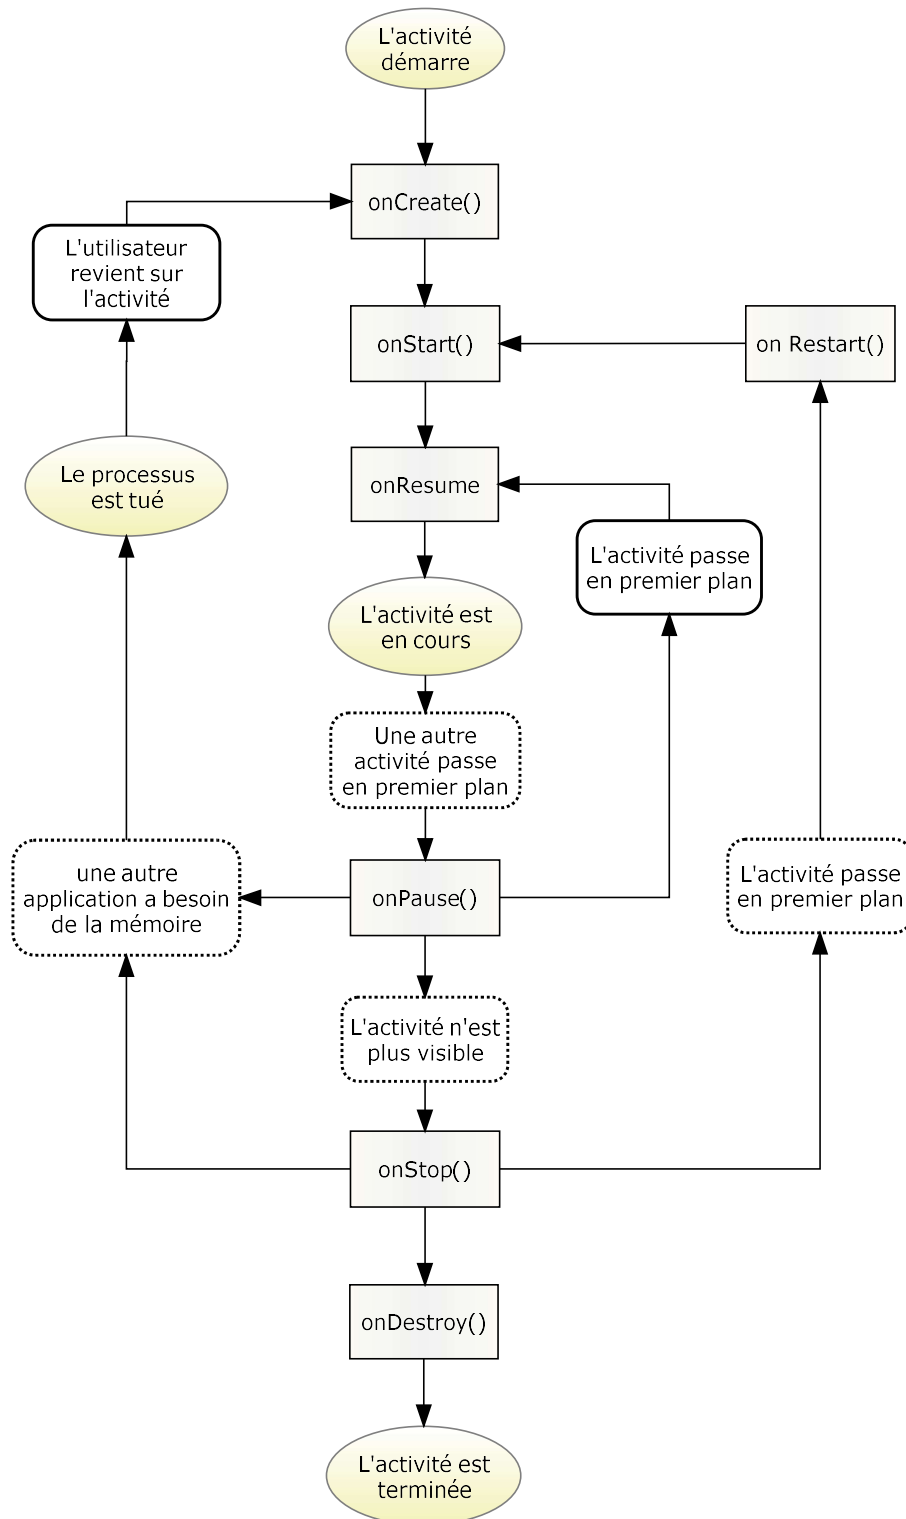 L'activité
démarre
onCreate()
L'utilisateur
revient sur
l'activité
onStart()
on Restart()
Le processus
est tué
onResume
L'activité passe
en premier plan
L'activité est
en cours
Une autre
activité passe
en premier plan
une autre
application a besoin
de la mémoire
onPause()
L'activité passe
en premier plan
L'activité n'est
plus visible
onStop()
onDestroy()
L'activité est
terminée